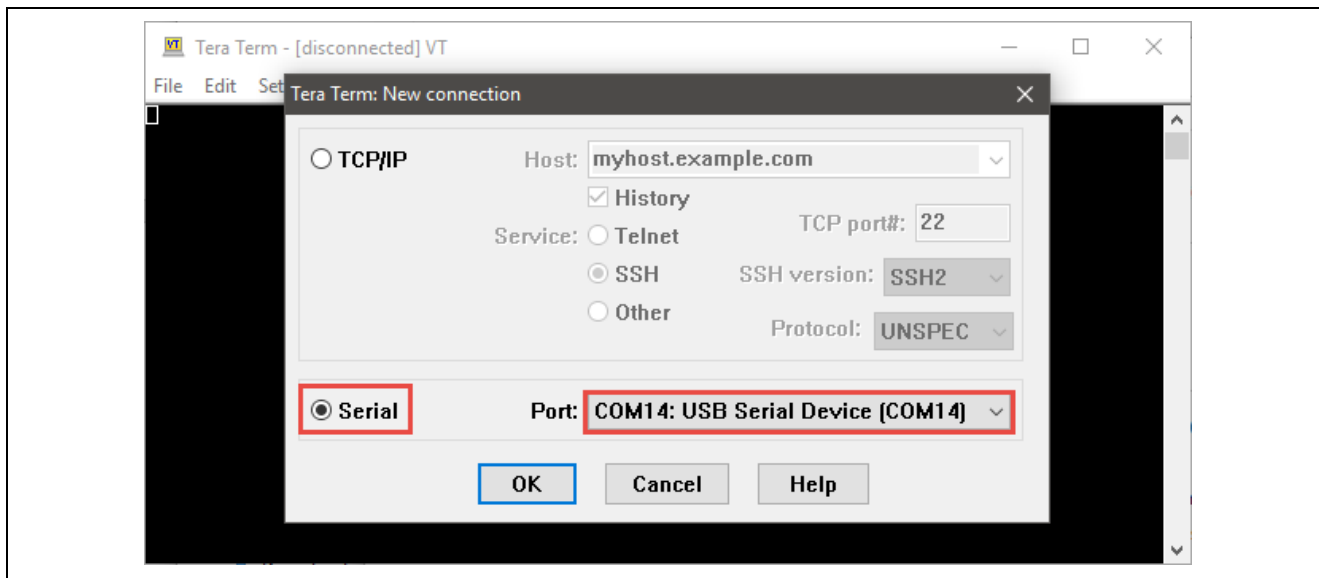 VT Tera Term - [disconnected] VT
File Edit Set
Tera Term: New connection
TCP/IP Host: myhost.example.com
History
Service: Telnet TCP port#: 22
SSH SSH version: SSH2
Other Protocol: UNSPEC
Serial Port: COM14: USB Serial Device (COM14)
OK Cancel Help